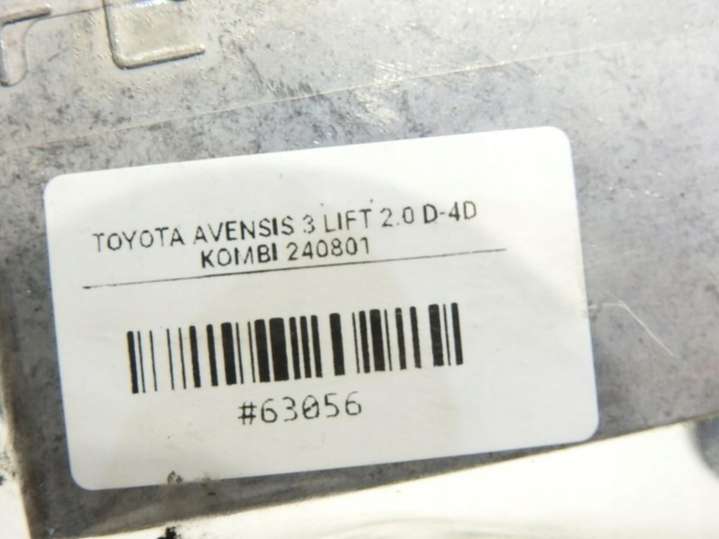 TOYOTA AVENSIS 3 LIFT 2.0 D-4D
KOMBI 240801
#63056